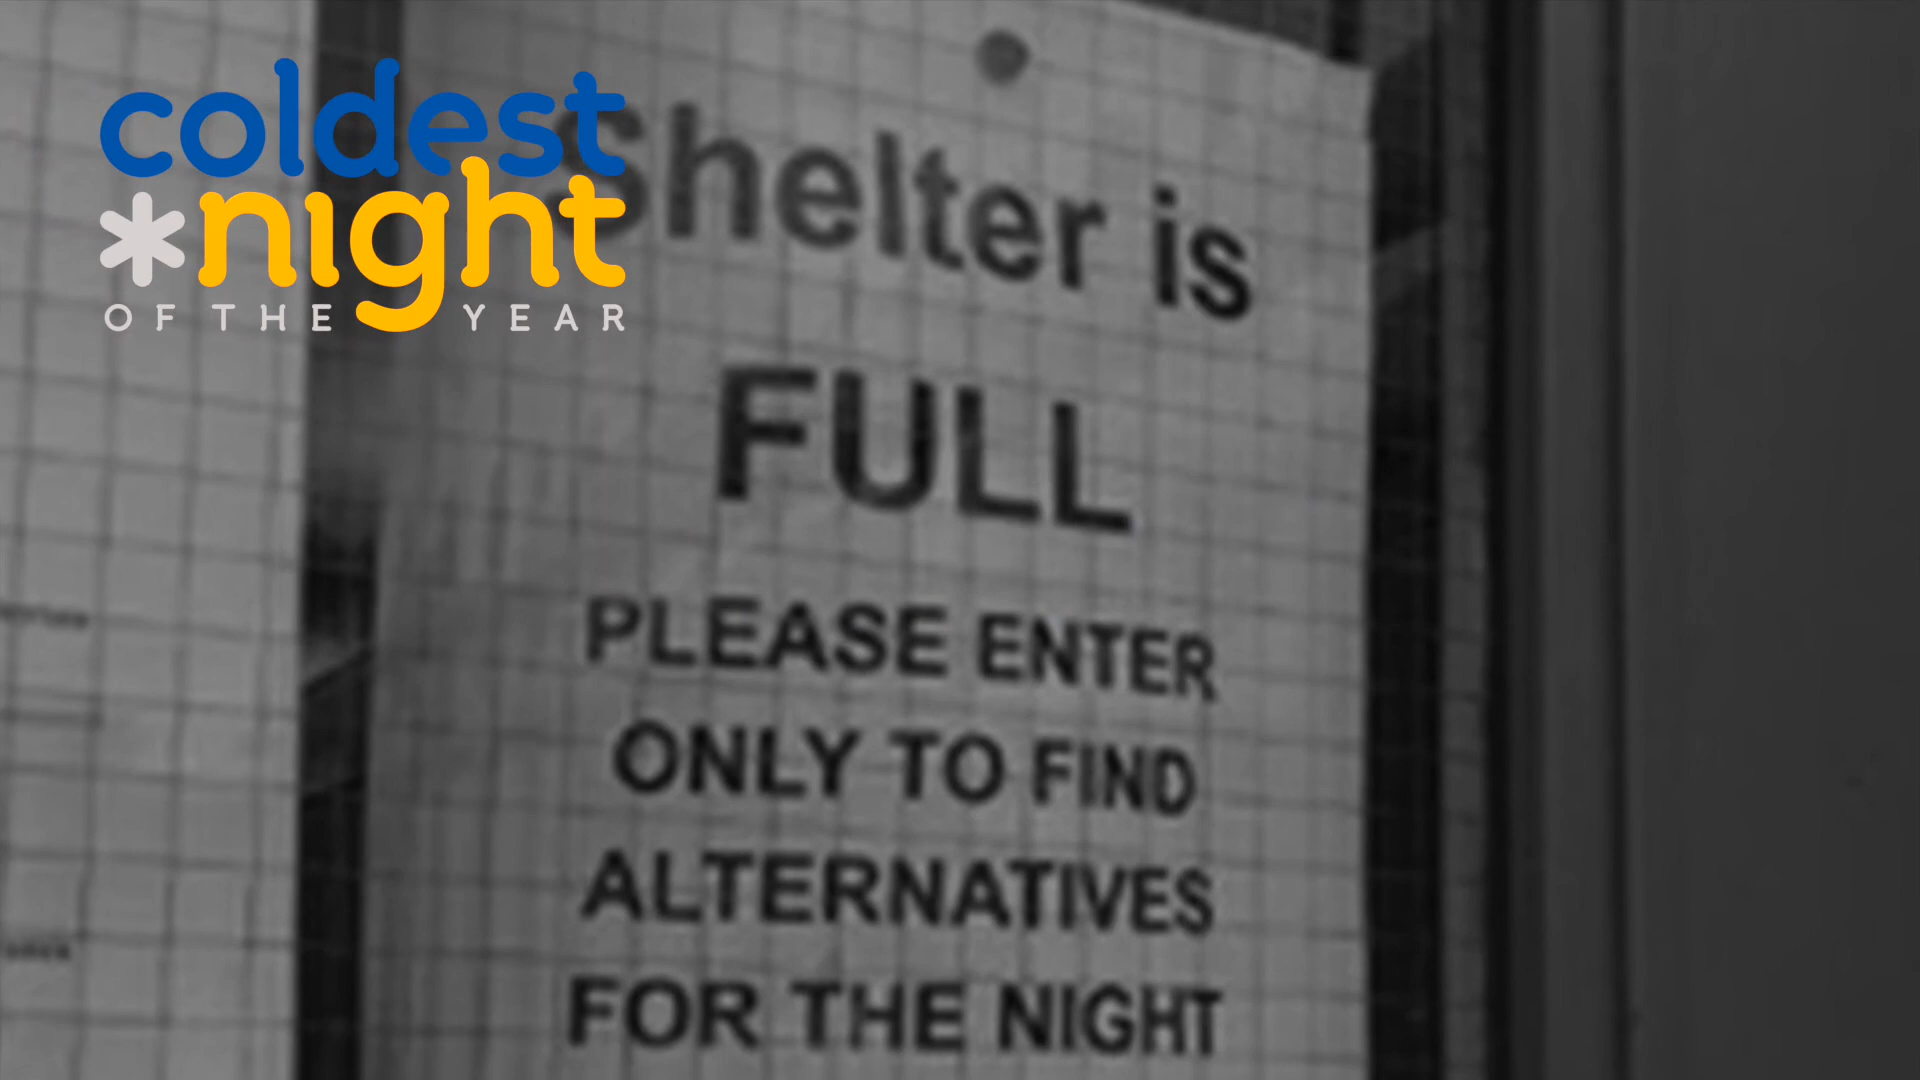 coldest
night
OF THE YEAR
Shelter is
FULL
PLEASE ENTER
ONLY TO FIND
ALTERNATIVES
FOR THE NIGHT